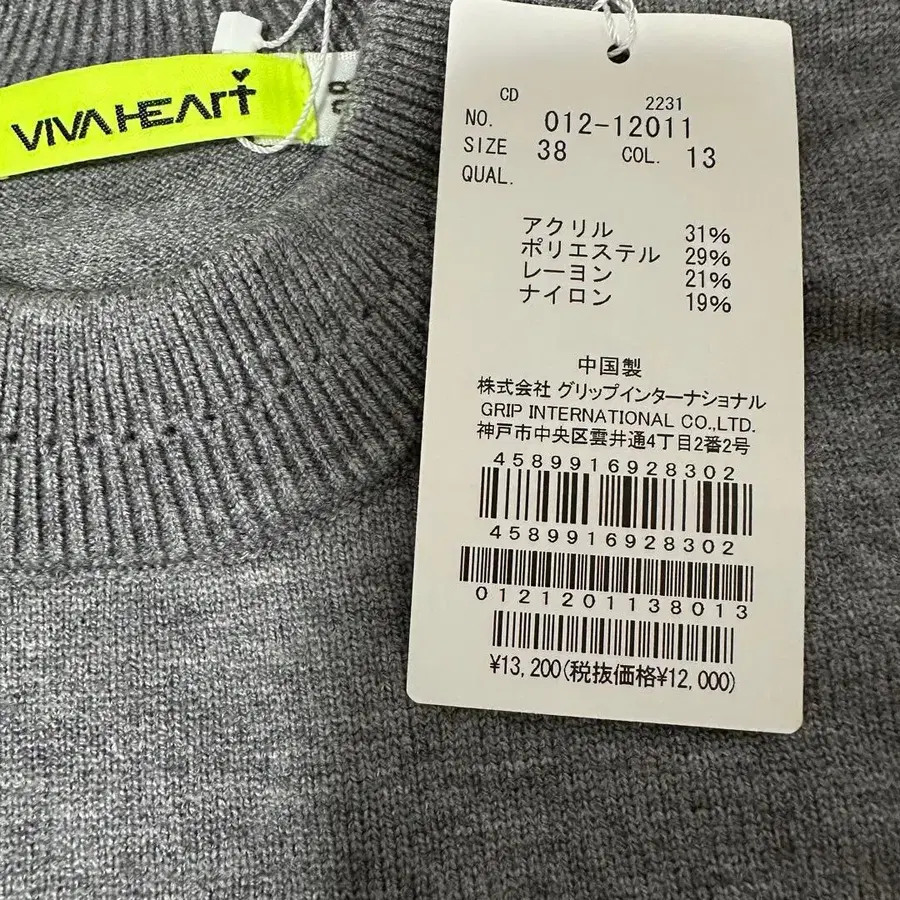 VIVA HEART
38
CD
2231
NO. 012-12011
SIZE 38 COL. 13
QUAL.
アクリル 31%
ポリエステル 29%
レーヨン 21%
ナイロン 19%
中国製
株式会社 グリップインターナショナル
GRIP INTERNATIONAL CO.,LTD.
神戸市中央区雲井通4丁目2番2号
4589916928302
4589916928302
0121201138013
¥13,200(税抜価格¥12,000)